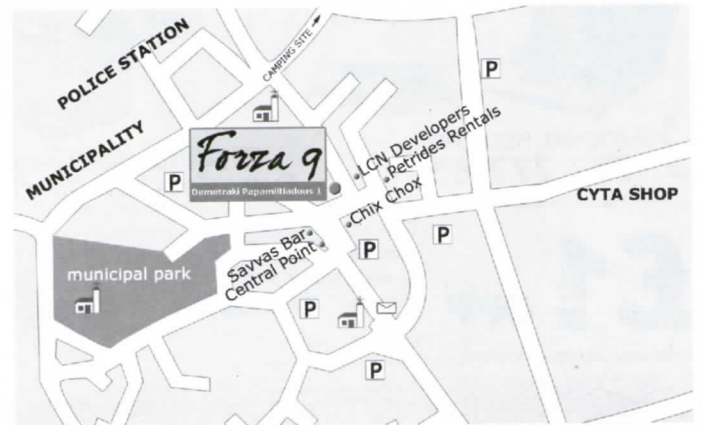 CAMPING SITE
POLICE STATION
P
MUNICIPALITY
LCN Developers
Petrides Rentals
Forza 9
P
Demetraki Papamiltiadous 1
Chix Chox
CYTA SHOP
Savvas Bar
Central Point
P
P
municipal park
P
P